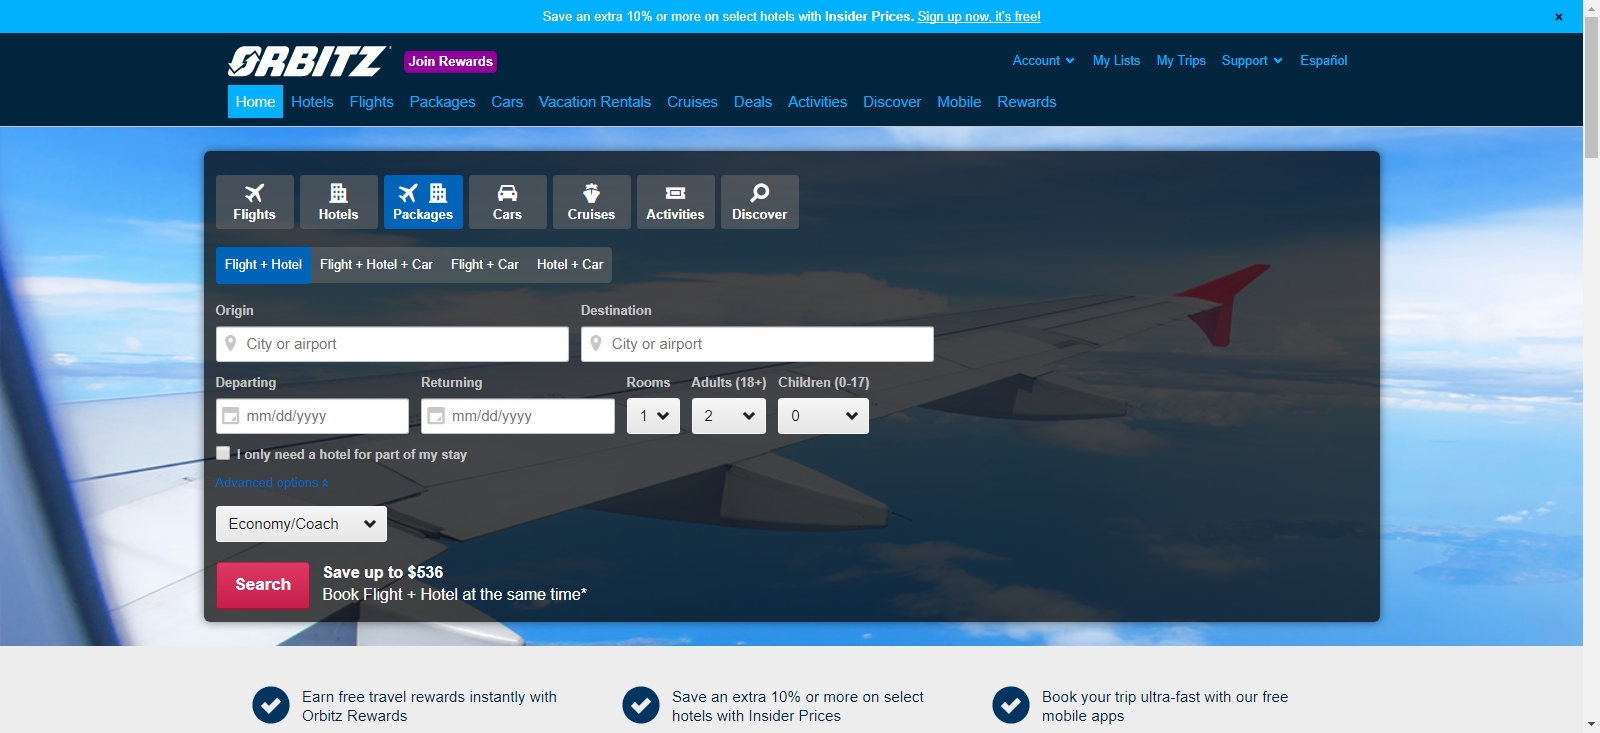 Save an extra 10% or more on select hotels with Insider Prices. Sign up now, it's free!
ORBITZ Join Rewards
Account My Lists My Trips Support Español
Home Hotels Flights Packages Cars Vacation Rentals Cruises Deals Activities Discover Mobile Rewards
Flights Hotels Packages Cars Cruises Activities Discover
Flight + Hotel Flight + Hotel + Car Flight + Car Hotel + Car
Origin Destination
City or airport City or airport
Departing Returning Rooms Adults (18+) Children (0-17)
mm/dd/yyyy mm/dd/yyyy 1 2 0
I only need a hotel for part of my stay
Advanced options
Economy/Coach
Search
Save up to $536
Book Flight + Hotel at the same time*
Earn free travel rewards instantly with
Orbitz Rewards
Save an extra 10% or more on select
hotels with Insider Prices
Book your trip ultra-fast with our free
mobile apps